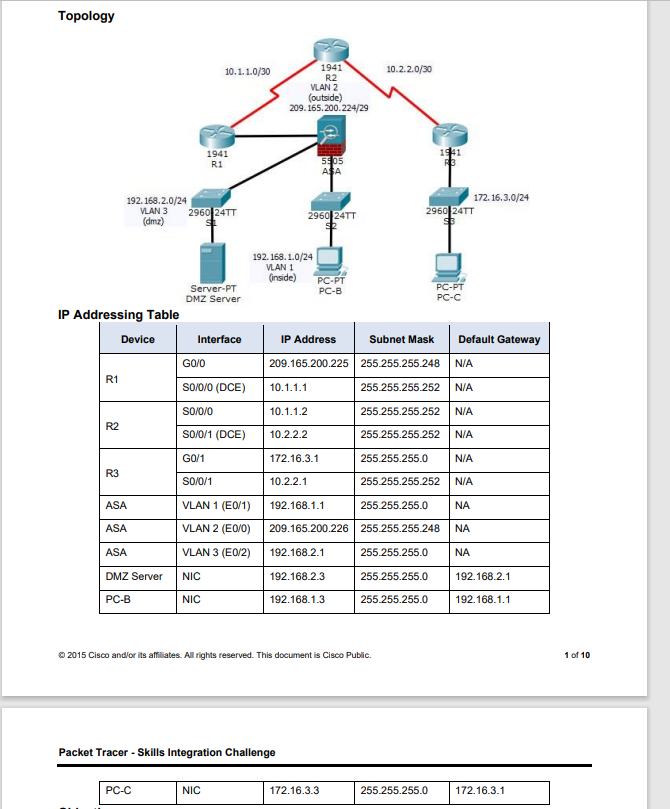 Topology
10.1.1.0/30
10.2.2.0/30
1941
R2
VLAN 2
(outside)
209.165.200.224/29
1941
R1
5505
ASA
1941
R3
192.168.2.0/24
VLAN 3
(dmz)
2960-24TT
S1
2960-24TT
S2
2960-24TT
S3
172.16.3.0/24
192.168.1.0/24
VLAN 1
(inside)
Server-PT
DMZ Server
PC-PT
PC-B
PC-PT
PC-C
IP Addressing Table
Device Interface IP Address Subnet Mask Default Gateway
R1 G0/0 209.165.200.225 255.255.255.248 N/A
S0/0/0 (DCE) 10.1.1.1 255.255.255.252 N/A
R2 S0/0/0 10.1.1.2 255.255.255.252 N/A
S0/0/1 (DCE) 10.2.2.2 255.255.255.252 N/A
R3 G0/1 172.16.3.1 255.255.255.0 N/A
S0/0/1 10.2.2.1 255.255.255.252 N/A
ASA VLAN 1 (E0/1) 192.168.1.1 255.255.255.0 NA
ASA VLAN 2 (E0/0) 209.165.200.226 255.255.255.248 NA
ASA VLAN 3 (E0/2) 192.168.2.1 255.255.255.0 NA
DMZ Server NIC 192.168.2.3 255.255.255.0 192.168.2.1
PC-B NIC 192.168.1.3 255.255.255.0 192.168.1.1
© 2015 Cisco and/or its affiliates. All rights reserved. This document is Cisco Public. 1 of 10
Packet Tracer - Skills Integration Challenge
PC-C NIC 172.16.3.3 255.255.255.0 172.16.3.1